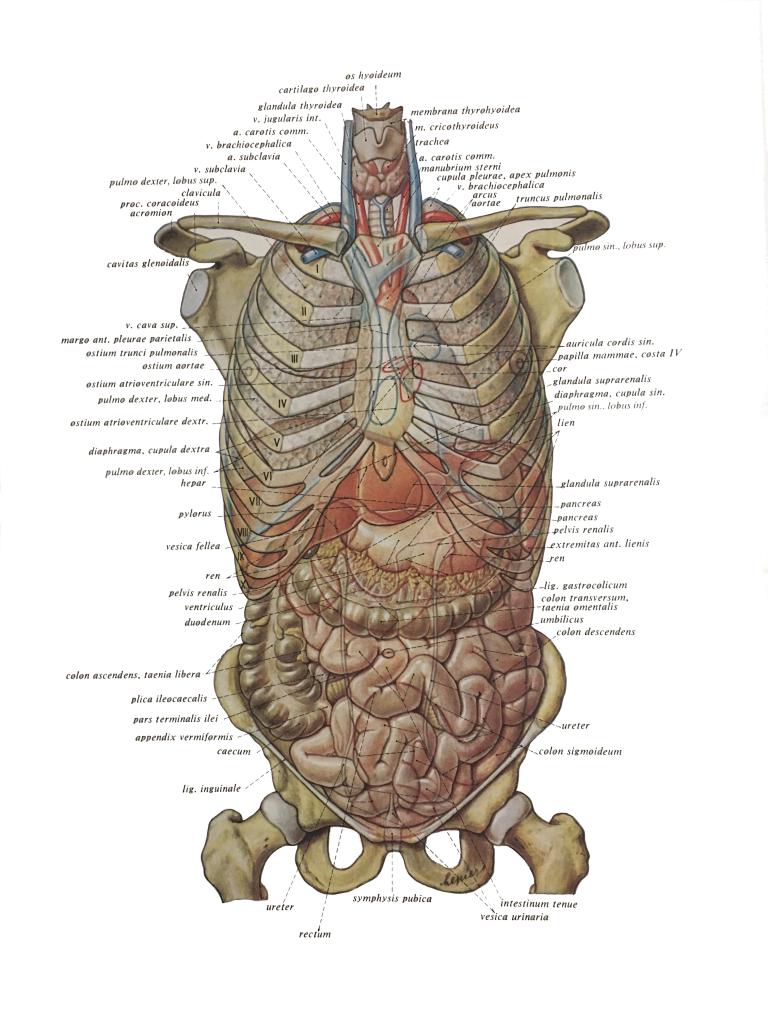 os hyoideum
cartilago thyroidea
glandula thyroidea
v. jugularis int.
a. carotis comm.
v. brachiocephalica
a. subclavia
v. subclavia
pulmo dexter, lobus sup.
clavicula
proc. coracoideus
acromion
cavitas glenoidalis
v. cava sup.
margo ant. pleurae parietalis
ostium trunci pulmonalis
ostium aortae
ostium atrioventriculare sin.
pulmo dexter, lobus med.
ostium atrioventriculare dextr.
diaphragma, cupula dextra
pulmo dexter, lobus inf.
hepar
pylorus
vesica fellea
ren
pelvis renalis
ventriculus
duodenum
colon ascendens, taenia libera
plica ileocaecalis
pars terminalis ilei
appendix vermiformis
caecum
lig. inguinale
membrana thyrohyoidea
m. cricothyroideus
trachea
a. carotis comm.
manubrium sterni
cupula pleurae, apex pulmonis
v. brachiocephalica
arcus
aortae
truncus pulmonalis
pulmo sin., lobus sup.
auricula cordis sin.
papilla mammae, costa IV
cor
glandula suprarenalis
diaphragma, cupula sin.
pulmo sin., lobus inf.
lien
glandula suprarenalis
pancreas
pancreas
pelvis renalis
extremitas ant. lienis
ren
lig. gastrocolicum
colon transversum,
taenia omentalis
umbilicus
colon descendens
ureter
colon sigmoideum
I
II
III
IV
V
VI
VII
VIII
IX
X
ureter
rectum
symphysis pubica
intestinum tenue
vesica urinaria